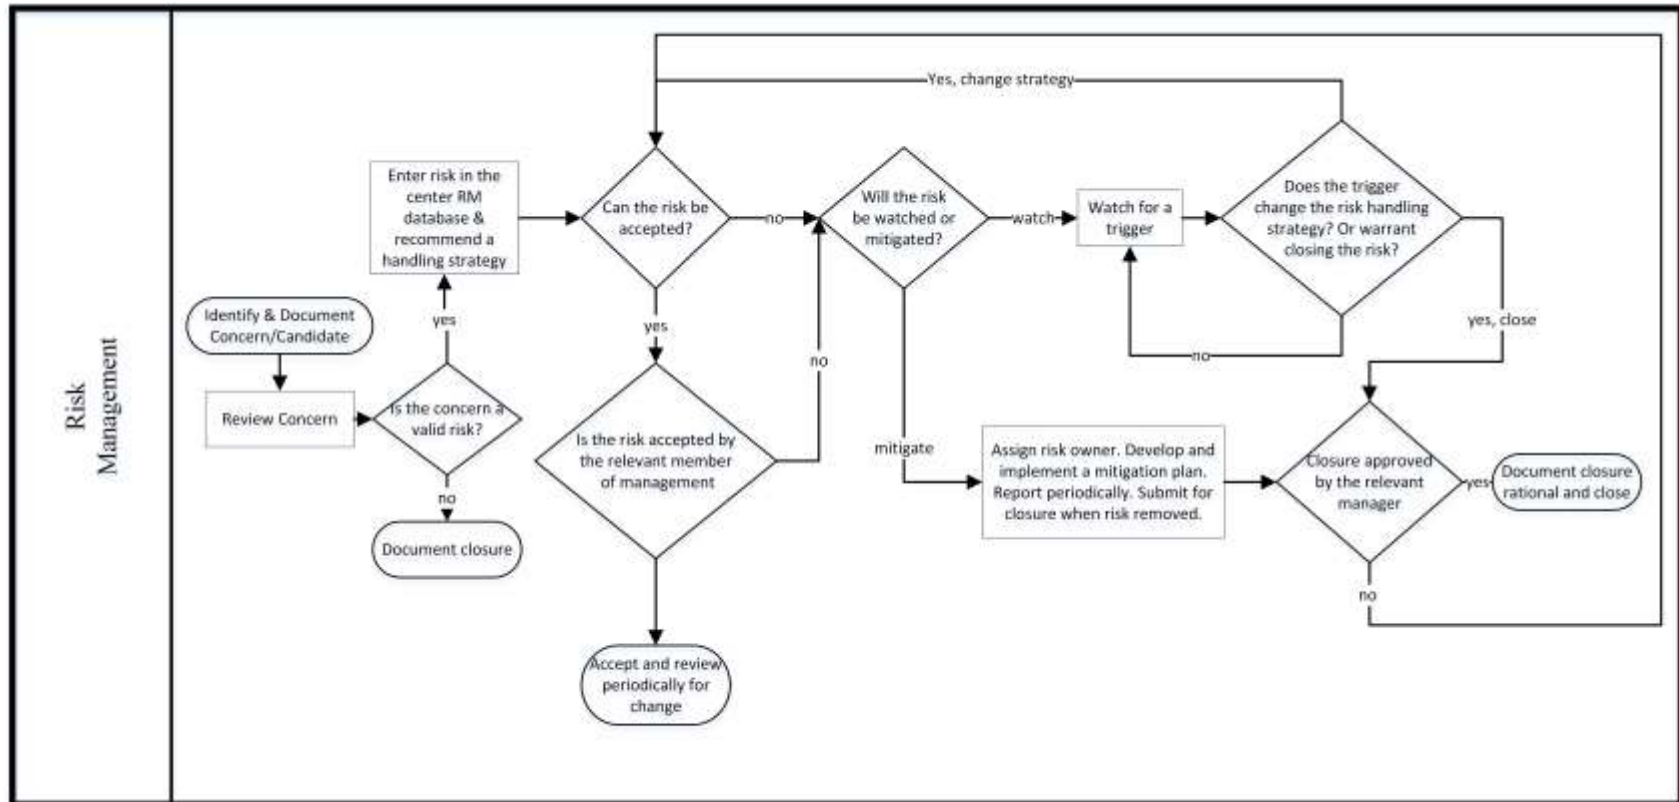 Risk
Management
Identify & Document
Concern/Candidate
Review Concern
Is the concern a
valid risk?
yes
no
Document closure
Enter risk in the
center RM
database &
recommend a
handling strategy
Can the risk be
accepted?
yes
no
Is the risk accepted by
the relevant member
of management
no
Accept and review
periodically for
change
Will the risk
be watched or
mitigated?
watch
mitigate
Watch for a
trigger
Does the trigger
change the risk handling
strategy? Or warrant
closing the risk?
Yes, change strategy
no
yes, close
Assign risk owner. Develop and
implement a mitigation plan.
Report periodically. Submit for
closure when risk removed.
Closure approved
by the relevant
manager
yes
no
Document closure
rational and close